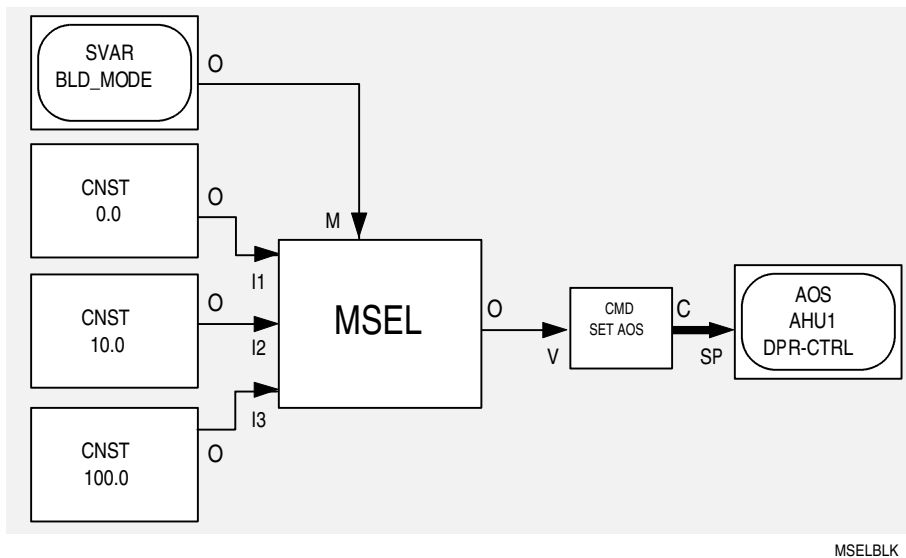 SVAR
BLD_MODE
O
CNST
0.0
O
M
I1
CNST
10.0
O
I2
MSEL
O
V
CMD
SET AOS
C
SP
AOS
AHU1
DPR-CTRL
I3
CNST
100.0
O
MSELBLK